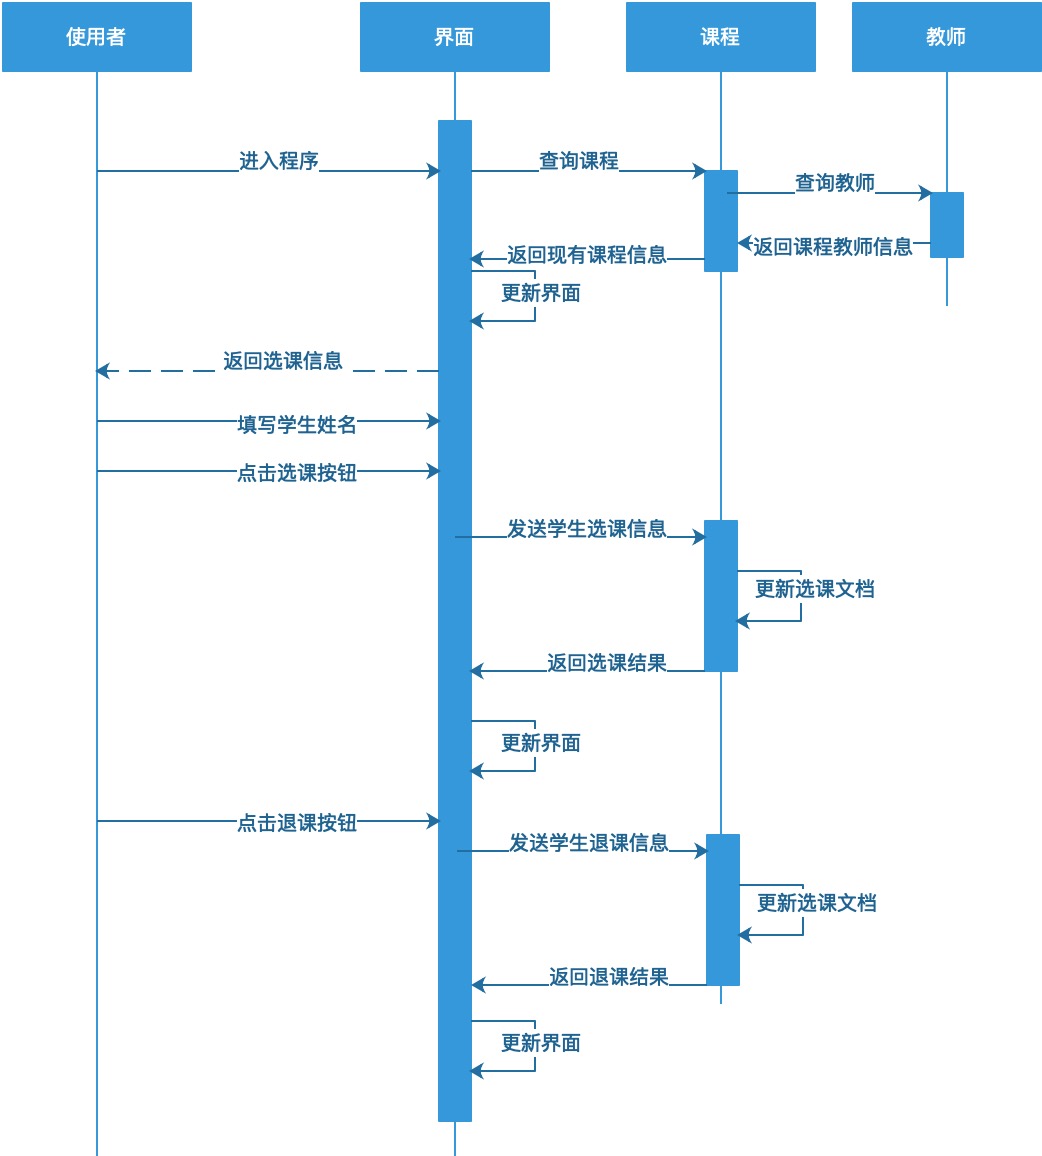 使用者
界面
课程
教师
进入程序
查询课程
查询教师
返回课程教师信息
返回现有课程信息
更新界面
返回选课信息
填写学生姓名
点击选课按钮
发送学生选课信息
更新选课文档
返回选课结果
更新界面
点击退课按钮
发送学生退课信息
更新选课文档
返回退课结果
更新界面